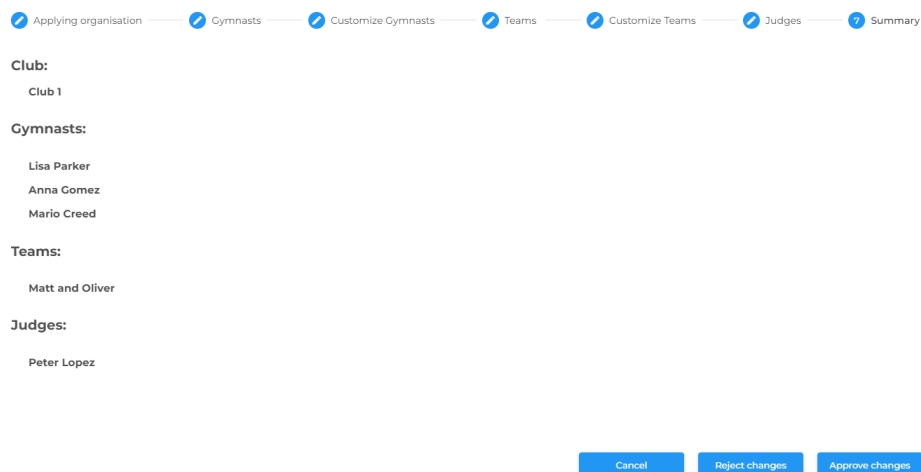 Applying organisation Gymnasts Customize Gymnasts Teams Customize Teams Judges 7 Summary
Club:
Club 1
Gymnasts:
Lisa Parker
Anna Gomez
Mario Creed
Teams:
Matt and Oliver
Judges:
Peter Lopez
Cancel Reject changes Approve changes